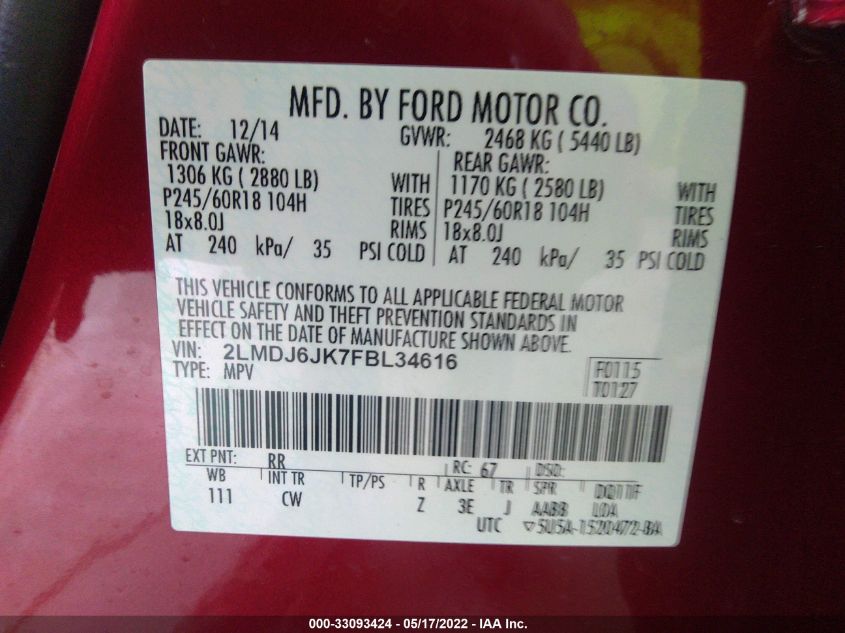 MFD. BY FORD MOTOR CO.
DATE: 12/14 GVWR: 2468 KG ( 5440 LB)
FRONT GAWR: REAR GAWR:
1306 KG ( 2880 LB) WITH 1170 KG ( 2580 LB) WITH
P245/60R18 104H TIRES P245/60R18 104H TIRES
18x8.0J RIMS 18x8.0J RIMS
AT 240 kPa/ 35 PSI COLD AT 240 kPa/ 35 PSI COLD
THIS VEHICLE CONFORMS TO ALL APPLICABLE FEDERAL MOTOR
VEHICLE SAFETY AND THEFT PREVENTION STANDARDS IN
EFFECT ON THE DATE OF MANUFACTURE SHOWN ABOVE.
VIN: 2LMDJ6JK7FBL34616
TYPE: MPV
F0115
T0127
EXT PNT: RR RC: 67 DSO:
WB INT TR TP/PS R AXLE TR SPR
111 CW Z 3E J AABB
UTC ▽5U5A-1520472-BA
000-33093424 - 05/17/2022 - IAA Inc.